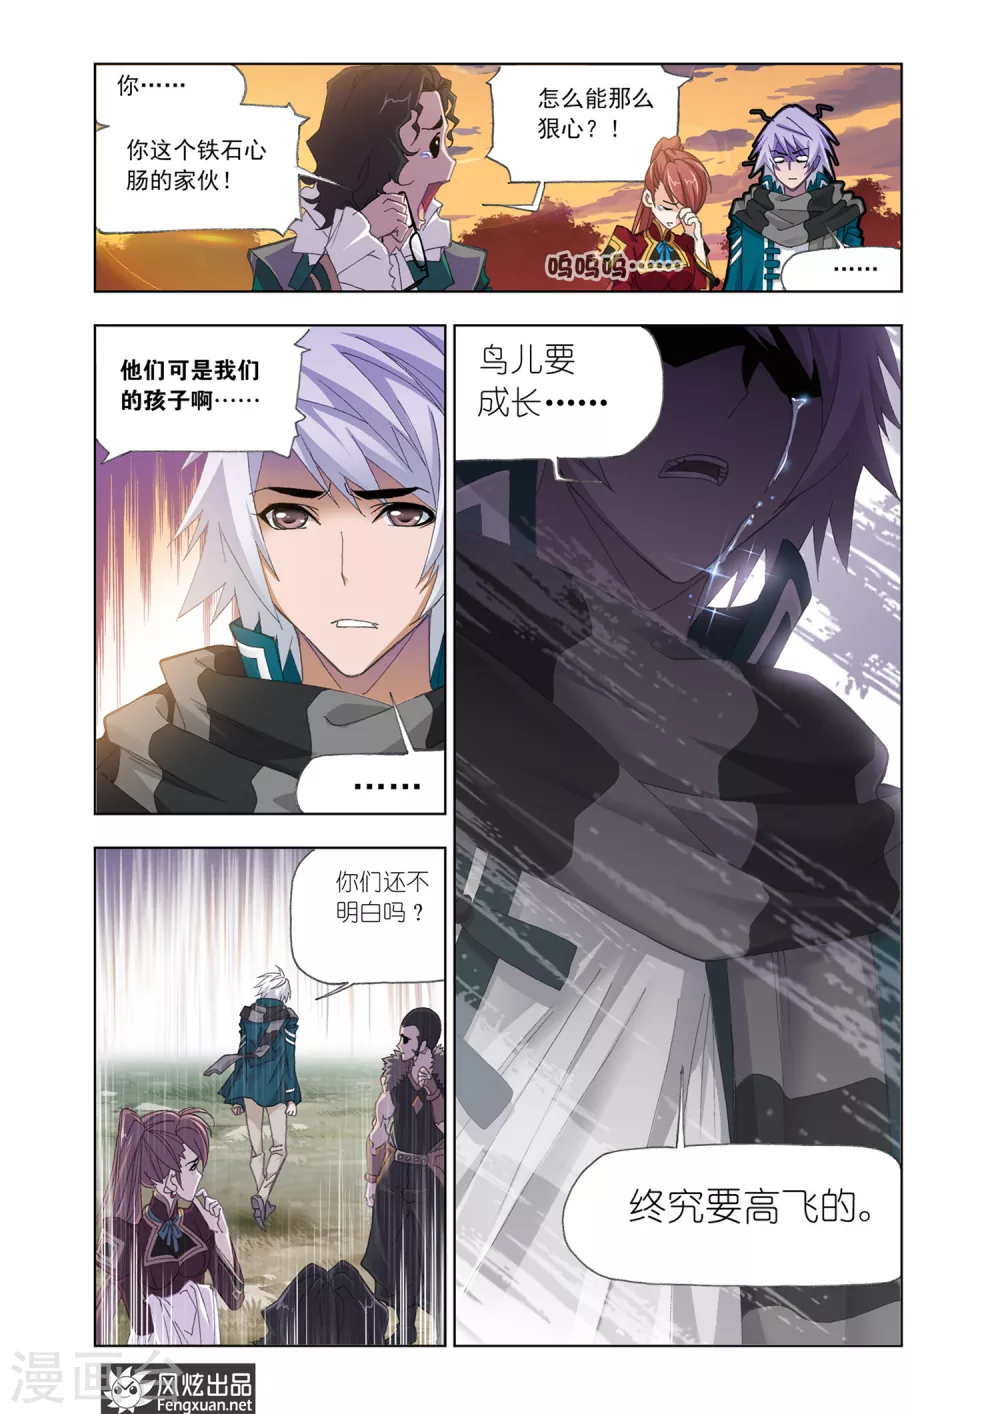 你……
你这个铁石心
肠的家伙！
怎么能那么
狠心？！
呜呜呜……
……
他们可是我们
的孩子啊……
……
鸟儿要
成长……
终究要高飞的。
你们还不
明白吗？
漫画台
风炫出品
Fengxuan.net